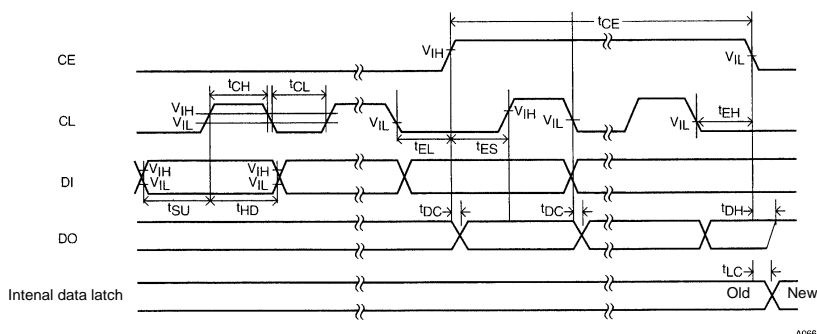 tCE
CE
VIH
VIL
tCH
tCL
CL
VIH
VIL
VIL
VIH
VIL
VIL
tEH
tEL
tES
DI
VIH
VIL
VIH
VIL
tSU
tHD
tDC
tDC
tDH
DO
tLC
Intenal data latch
Old
New
A066